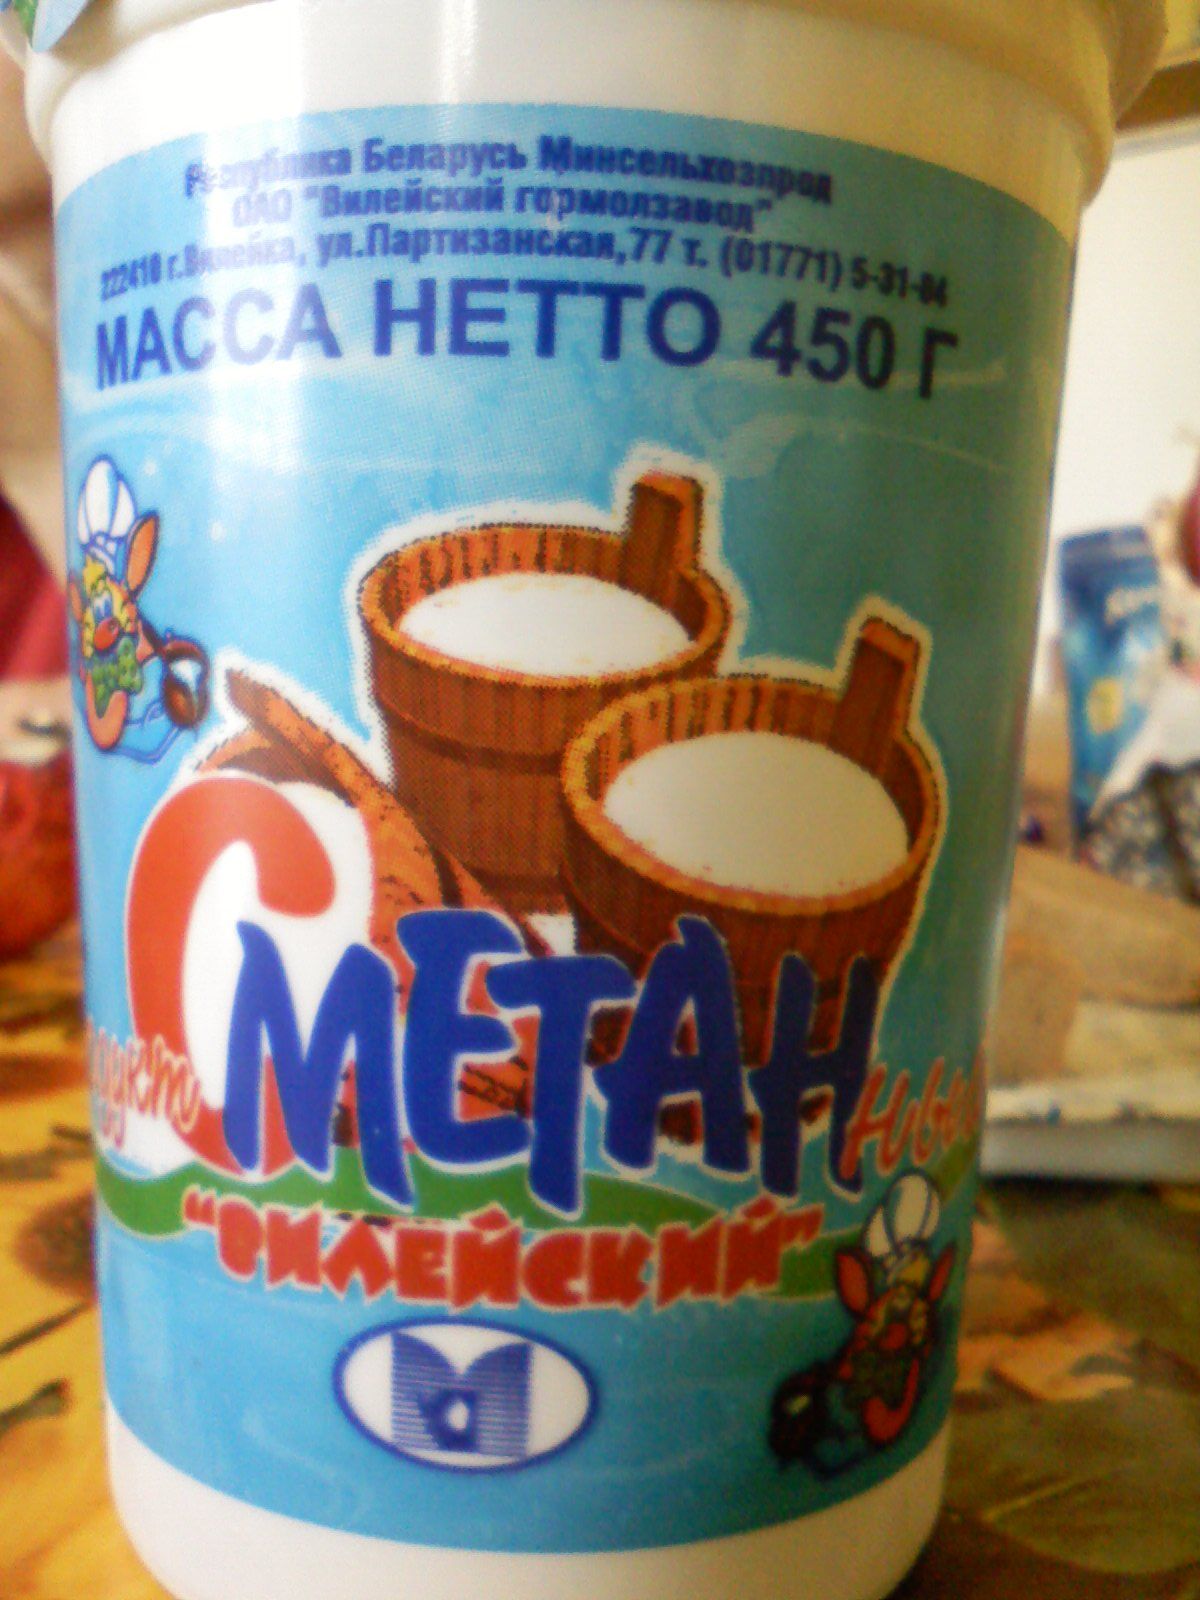 Республика Беларусь Минсельхозпрод
ОАО "Вилейский гормолзавод"
222410 г.Вилейка, ул.Партизанская,77 т. (01771) 5-31-84
МАССА НЕТТО 450 Г
СМЕТАН
"ВИЛЕЙСКИЙ"